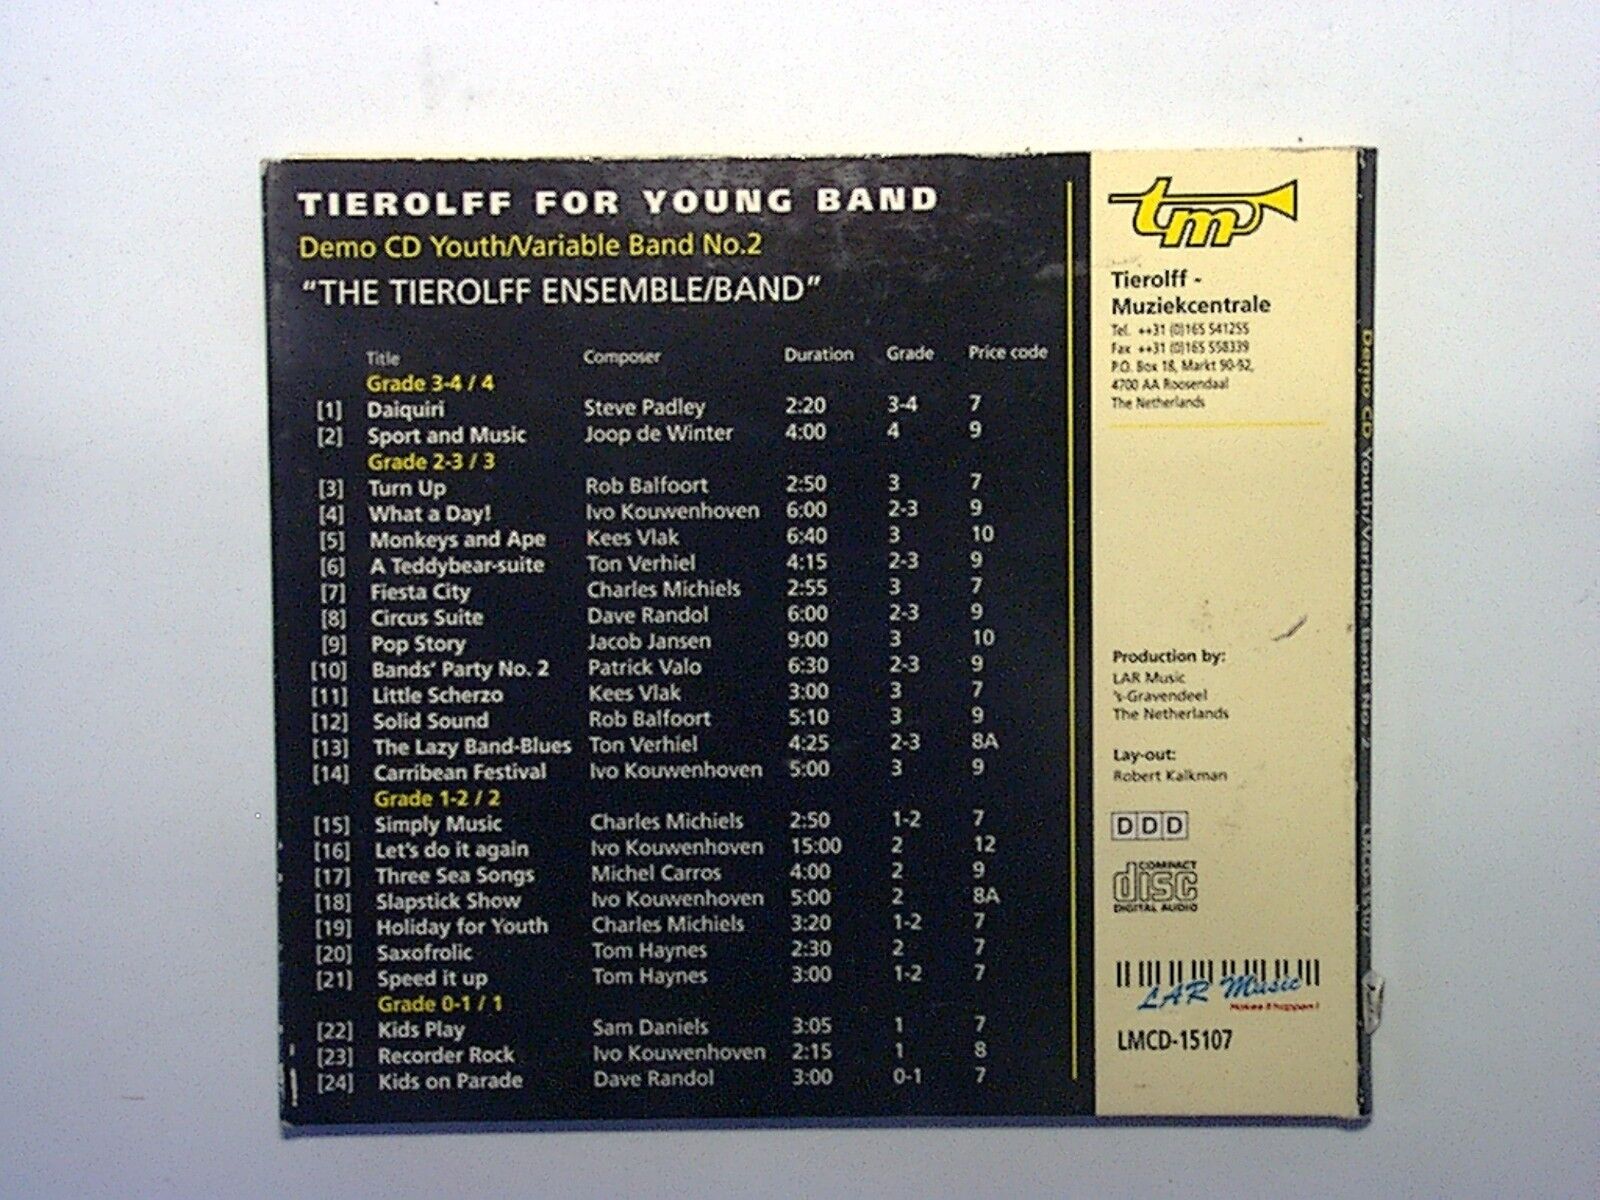 TIEROLFF FOR YOUNG BAND
Demo CD Youth/Variable Band No.2
"THE TIEROLFF ENSEMBLE/BAND"
Title Composer Duration Grade Price code
Grade 3-4 / 4
[1] Daiquiri Steve Padley 2:20 3-4 7
[2] Sport and Music Joop de Winter 4:00 4 9
Grade 2-3 / 3
[3] Turn Up Rob Balfoort 2:50 3 7
[4] What a Day! Ivo Kouwenhoven 6:00 2-3 9
[5] Monkeys and Ape Kees Vlak 6:40 3 10
[6] A Teddybear-suite Ton Verhiel 4:15 2-3 9
[7] Fiesta City Charles Michiels 2:55 3 7
[8] Circus Suite Dave Randol 6:00 2-3 9
[9] Pop Story Jacob Jansen 9:00 3 10
[10] Bands' Party No. 2 Patrick Valo 6:30 2-3 9
[11] Little Scherzo Kees Vlak 3:00 3 7
[12] Solid Sound Rob Balfoort 5:10 3 9
[13] The Lazy Band-Blues Ton Verhiel 4:25 2-3 8A
[14] Carribean Festival Ivo Kouwenhoven 5:00 3 9
Grade 1-2 / 2
[15] Simply Music Charles Michiels 2:50 1-2 7
[16] Let's do it again Ivo Kouwenhoven 15:00 2 12
[17] Three Sea Songs Michel Carros 4:00 2 9
[18] Slapstick Show Ivo Kouwenhoven 5:00 2 8A
[19] Holiday for Youth Charles Michiels 3:20 1-2 7
[20] Saxofrolic Tom Haynes 2:30 2 7
[21] Speed it up Tom Haynes 3:00 1-2 7
Grade 0-1 / 1
[22] Kids Play Sam Daniels 3:05 1 7
[23] Recorder Rock Ivo Kouwenhoven 2:15 1 8
[24] Kids on Parade Dave Randol 3:00 0-1 7
tm
Tierolff -
Muziekcentrale
Tel. ++31 (0)165 541255
Fax ++31 (0)165 558339
P.O. Box 18, Markt 90-92,
4700 AA Roosendaal
The Netherlands
Production by:
LAR Music
's-Gravendeel
The Netherlands
Lay-out:
Robert Kalkman
DDD
COMPACT
disc
DIGITAL AUDIO
LAR Music
Makes it happen!
LMCD-15107
Demo CD Youth/Variable Band No. 2 LMCD-15107